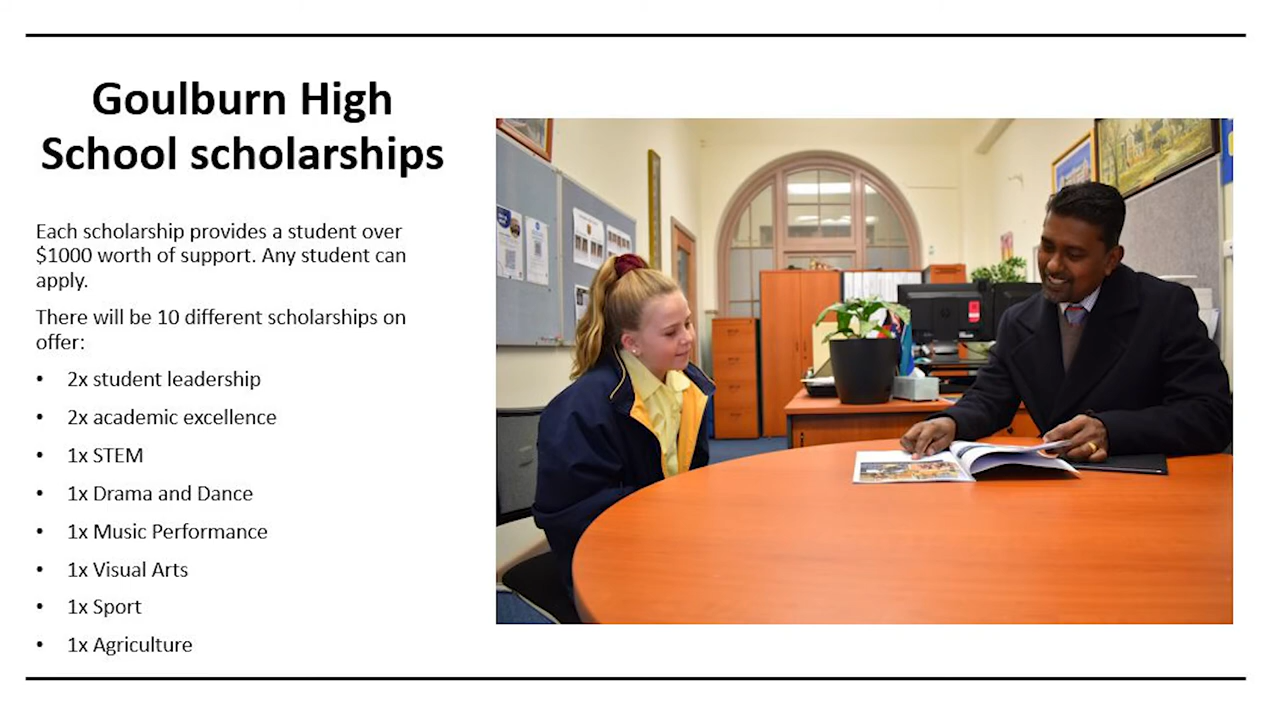 Goulburn High
School scholarships
Each scholarship provides a student over
$1000 worth of support. Any student can
apply.
There will be 10 different scholarships on
offer:
• 2x student leadership
• 2x academic excellence
• 1x STEM
• 1x Drama and Dance
• 1x Music Performance
• 1x Visual Arts
• 1x Sport
• 1x Agriculture